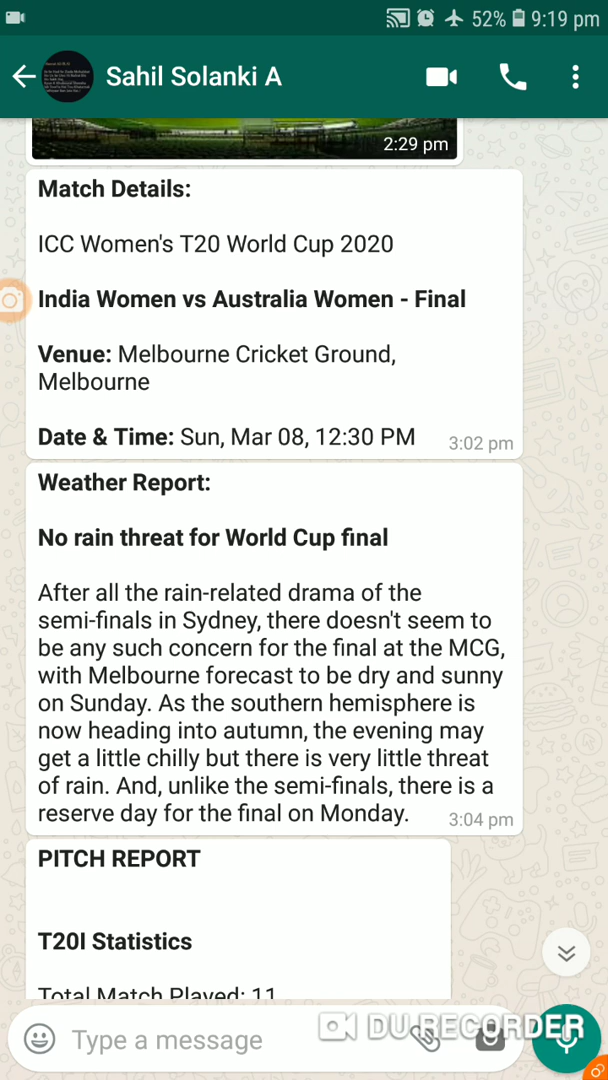 52% 9:19 pm
Sahil Solanki A
2:29 pm
Match Details:
ICC Women's T20 World Cup 2020
India Women vs Australia Women - Final
Venue: Melbourne Cricket Ground,
Melbourne
Date & Time: Sun, Mar 08, 12:30 PM 3:02 pm
Weather Report:
No rain threat for World Cup final
After all the rain-related drama of the
semi-finals in Sydney, there doesn't seem to
be any such concern for the final at the MCG,
with Melbourne forecast to be dry and sunny
on Sunday. As the southern hemisphere is
now heading into autumn, the evening may
get a little chilly but there is very little threat
of rain. And, unlike the semi-finals, there is a
reserve day for the final on Monday. 3:04 pm
PITCH REPORT
T20I Statistics
Total Match Played: 11
Type a message
DU RECORDER